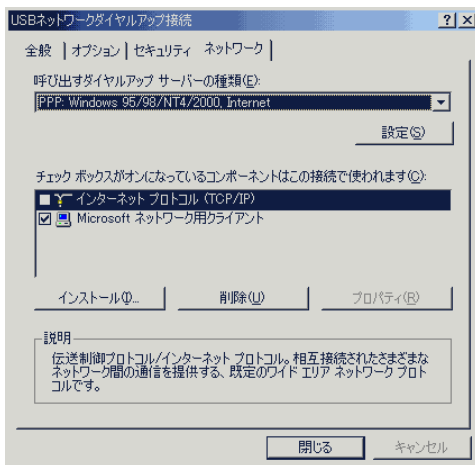 USBネットワークダイヤルアップ接続
全般 オプション セキュリティ ネットワーク
呼び出すダイヤルアップ サーバーの種類(E):
PPP: Windows 95/98/NT4/2000, Internet
設定(S)
チェック ボックスがオンになっているコンポーネントはこの接続で使われます(C):
インターネット プロトコル (TCP/IP)
Microsoft ネットワーク用クライアント
インストール(I)... 削除(U) プロパティ(R)
説明
伝送制御プロトコル/インターネット プロトコル。相互接続されたさまざまな
ネットワーク間の通信を提供する、既定のワイド エリア ネットワーク プロト
コルです。
閉じる キャンセル